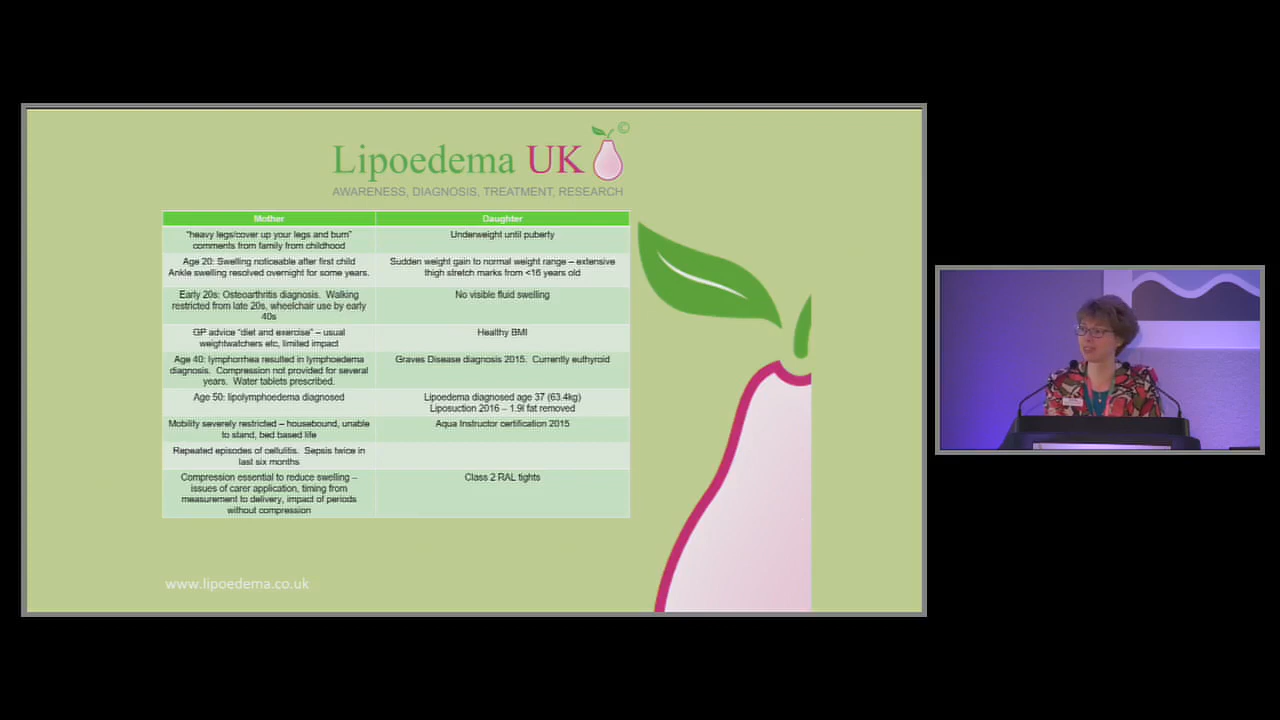 Lipoedema UK ©
AWARENESS, DIAGNOSIS, TREATMENT, RESEARCH
Mother
Daughter
"heavy legs/cover up your legs and bum"
comments from family from childhood
Underweight until puberty
Age 20: Swelling noticeable after first child
Ankle swelling resolved overnight for some years.
Sudden weight gain to normal weight range – extensive
thigh stretch marks from <16 years old
Early 20s: Osteoarthritis diagnosis. Walking
restricted from late 20s, wheelchair use by early
40s
No visible fluid swelling
GP advice "diet and exercise" – usual
weightwatchers etc, limited impact
Healthy BMI
Age 40: lymphorrhea resulted in lymphoedema
diagnosis. Compression not provided for several
years. Water tablets prescribed.
Graves Disease diagnosis 2015. Currently euthyroid
Age 50: lipolymphoedema diagnosed
Lipoedema diagnosed age 37 (63.4kg)
Liposuction 2016 – 1.9l fat removed
Mobility severely restricted – housebound, unable
to stand, bed based life
Aqua Instructor certification 2015
Repeated episodes of cellulitis. Sepsis twice in
last six months
Compression essential to reduce swelling –
issues of carer application, timing from
measurement to delivery, impact of periods
without compression
Class 2 RAL tights
www.lipoedema.co.uk